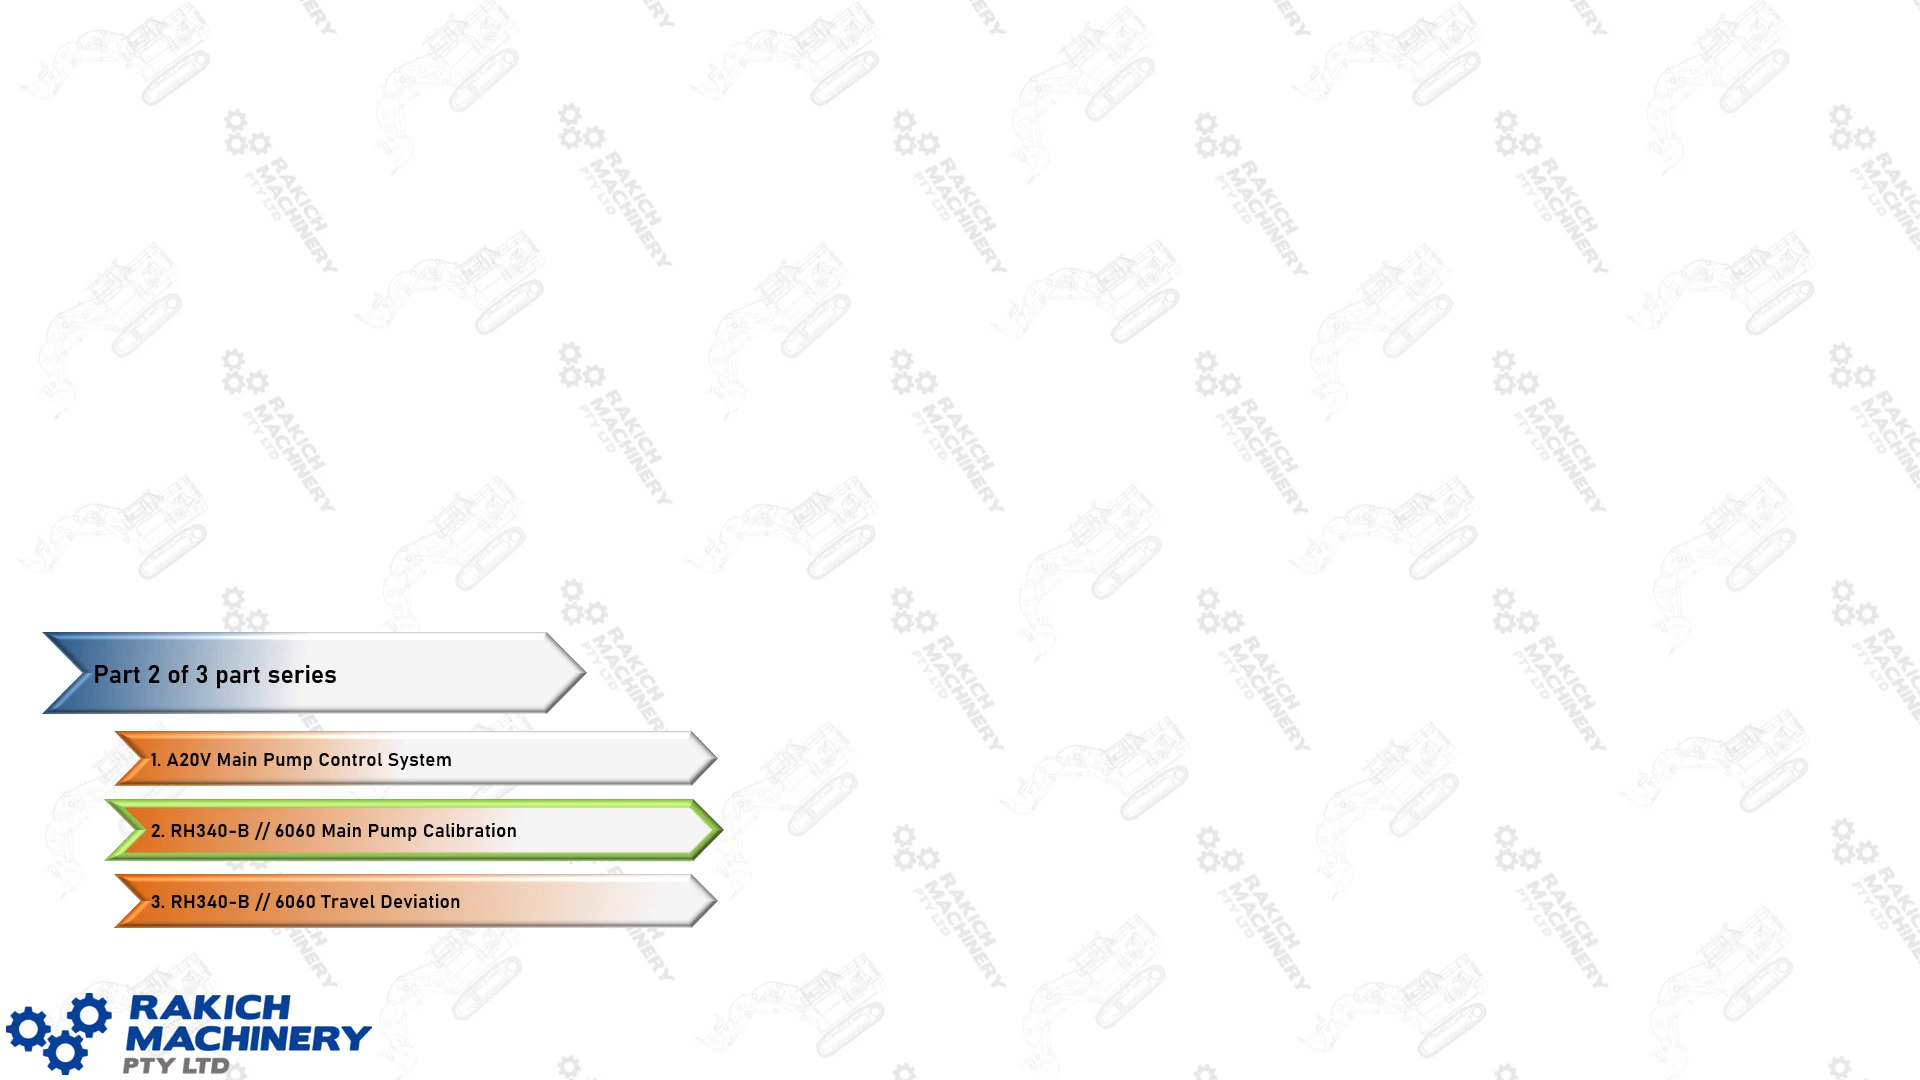 Part 2 of 3 part series
1. A20V Main Pump Control System
2. RH340-B // 6060 Main Pump Calibration
3. RH340-B // 6060 Travel Deviation
RAKICH
MACHINERY
PTY LTD